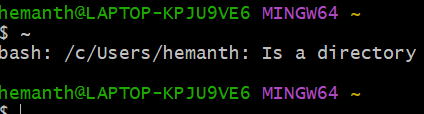 hemanth@LAPTOP-KPJU9VE6 MINGW64 ~
$ ~
bash: /c/Users/hemanth: Is a directory
hemanth@LAPTOP-KPJU9VE6 MINGW64 ~
$